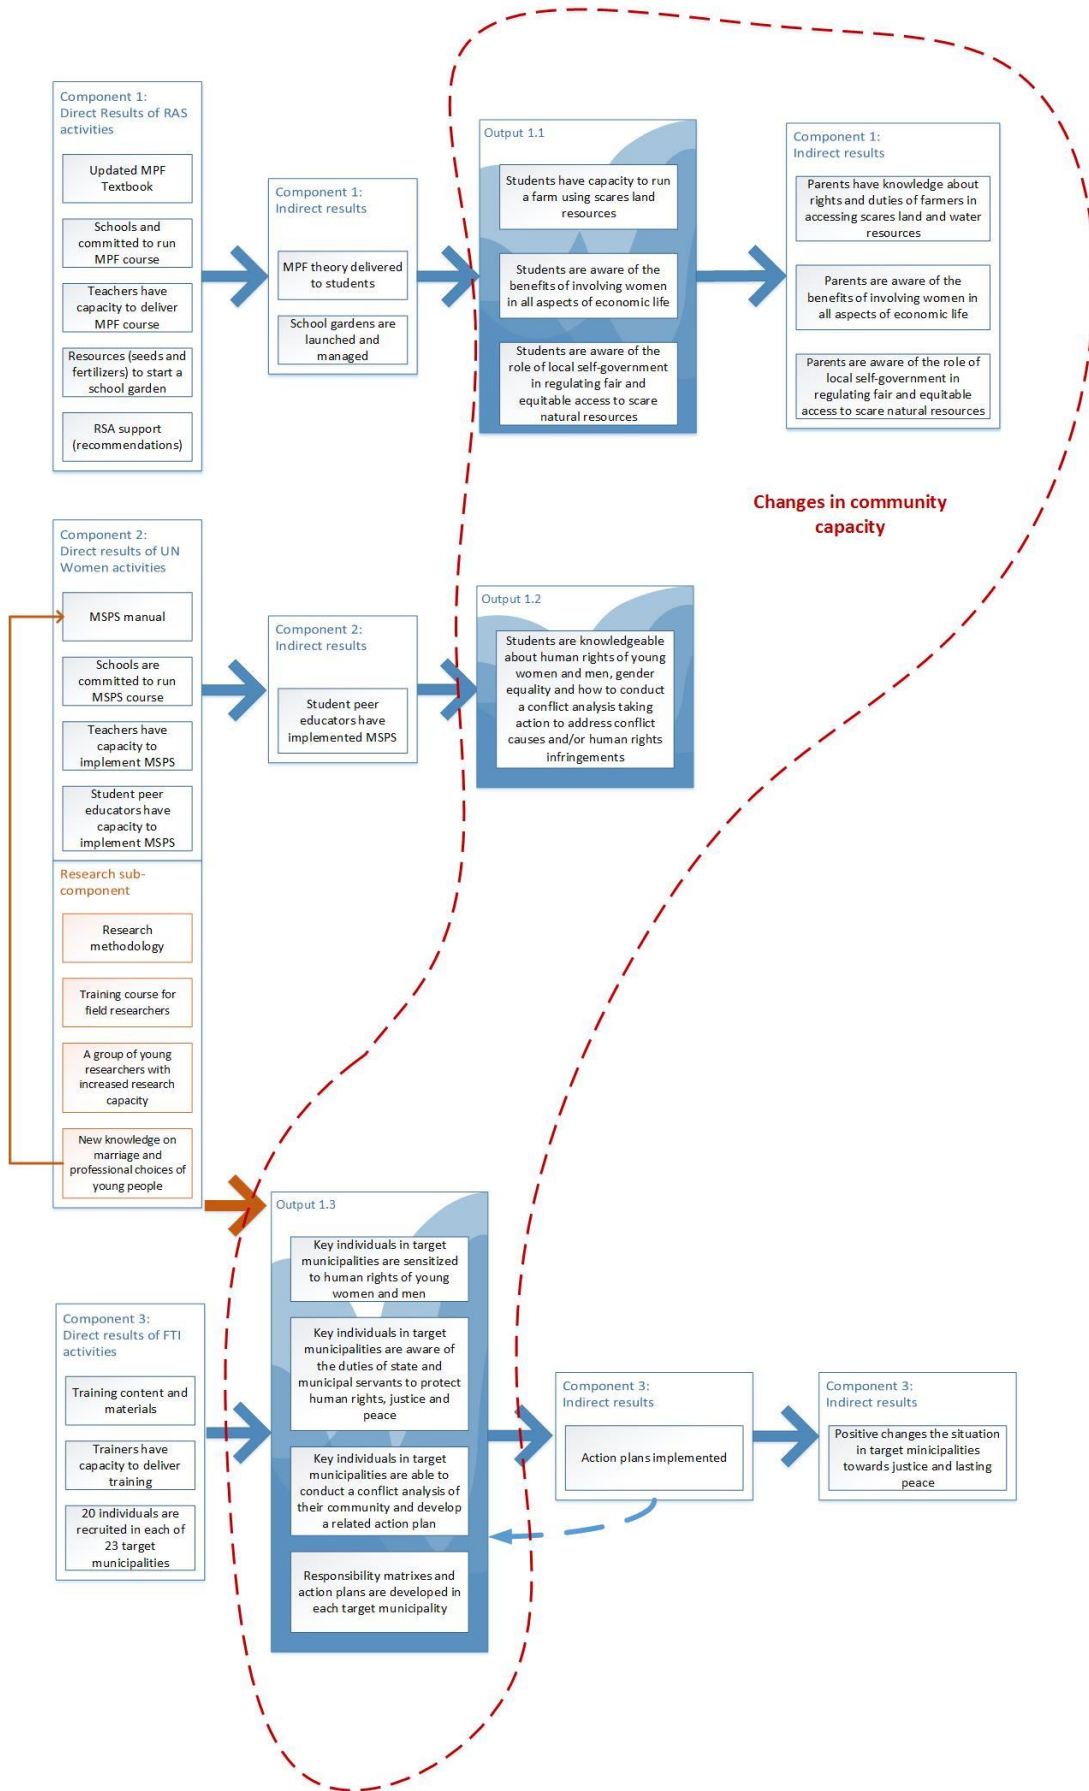 Component 1:
Direct Results of RAS
activities
Updated MPF
Textbook
Schools and
committed to run
MPF course
Teachers have
capacity to deliver
MPF course
Resources (seeds and
fertilizers) to start a
school garden
RSA support
(recommendations)
Component 1:
Indirect results
MPF theory delivered
to students
School gardens are
launched and
managed
Output 1.1
Students have capacity to run
a farm using scares land
resources
Students are aware of the
benefits of involving women
in all aspects of economic life
Students are aware of the
role of local self-government
in regulating fair and
equitable access to scare
natural resources
Component 1:
Indirect results
Parents have knowledge about
rights and duties of farmers in
accessing scares land and water
resources
Parents are aware of the
benefits of involving women in
all aspects of economic life
Parents are aware of the role of
local self-government in
regulating fair and equitable
access to scare natural resources
Changes in community
capacity
Component 2:
Direct results of UN
Women activities
MSPS manual
Schools are
committed to run
MSPS course
Teachers have
capacity to
implement MSPS
Student peer
educators have
capacity to
implement MSPS
Component 2:
Indirect results
Student peer
educators have
implemented MSPS
Output 1.2
Students are knowledgeable
about human rights of young
women and men, gender
equality and how to conduct
a conflict analysis taking
action to address conflict
causes and/or human rights
infringements
Research sub-
component
Research
methodology
Training course for
field researchers
A group of young
researchers with
increased research
capacity
New knowledge on
marriage and
professional choices of
young people
Output 1.3
Key individuals in target
municipalities are sensitized
to human rights of young
women and men
Key individuals in target
municipalities are aware of
the duties of state and
municipal servants to protect
human rights, justice and
peace
Key individuals in target
municipalities are able to
conduct a conflict analysis of
their community and develop
a related action plan
Responsibility matrixes and
action plans are developed in
each target municipality
Component 3:
Direct results of FTI
activities
Training content and
materials
Trainers have
capacity to deliver
training
20 individuals are
recruited in each of
23 target
municipalities
Component 3:
Indirect results
Action plans implemented
Component 3:
Indirect results
Positive changes the situation
in target minicipalities
towards justice and lasting
peace